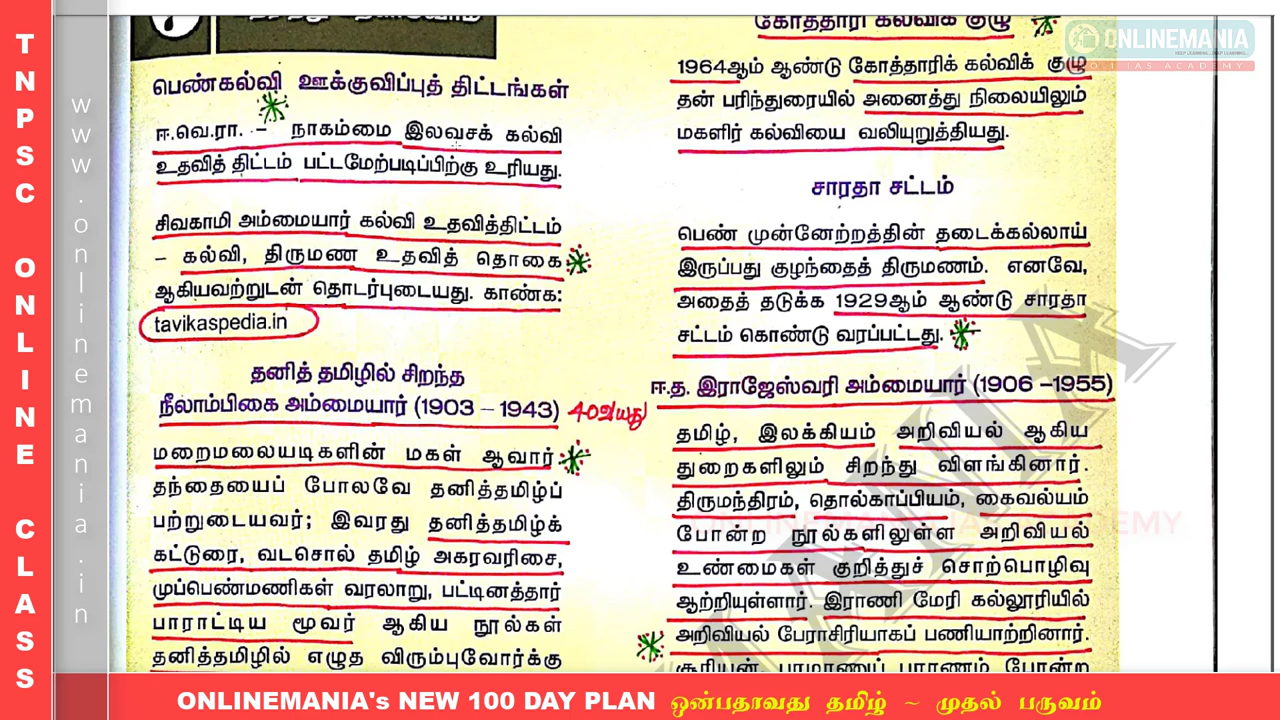 TNPSC ONLINE CLASS
www.onlinemania.in
பெண்கல்வி ஊக்குவிப்புத் திட்டங்கள்
ஈ.வெ.ரா. – நாகம்மை இலவசக் கல்வி
உதவித் திட்டம் பட்டமேற்படிப்பிற்கு உரியது.
சிவகாமி அம்மையார் கல்வி உதவித்திட்டம்
– கல்வி, திருமண உதவித் தொகை
ஆகியவற்றுடன் தொடர்புடையது. காண்க:
tavikaspedia.in
தனித் தமிழில் சிறந்த
நீலாம்பிகை அம்மையார் (1903 – 1943) 40வயது
மறைமலையடிகளின் மகள் ஆவார்
தந்தையைப் போலவே தனித்தமிழ்ப்
பற்றுடையவர்; இவரது தனித்தமிழ்க்
கட்டுரை, வடசொல் தமிழ் அகரவரிசை,
முப்பெண்மணிகள் வரலாறு, பட்டினத்தார்
பாராட்டிய மூவர் ஆகிய நூல்கள்
தனித்தமிழில் எழுத விரும்புவோர்க்கு
கோத்தாரி கல்விக் குழு
1964ஆம் ஆண்டு கோத்தாரிக் கல்விக் குழு
தன் பரிந்துரையில் அனைத்து நிலையிலும்
மகளிர் கல்வியை வலியுறுத்தியது.
சாரதா சட்டம்
பெண் முன்னேற்றத்தின் தடைக்கல்லாய்
இருப்பது குழந்தைத் திருமணம். எனவே,
அதைத் தடுக்க 1929ஆம் ஆண்டு சாரதா
சட்டம் கொண்டு வரப்பட்டது.
ஈ.த. இராஜேஸ்வரி அம்மையார் (1906 –1955)
தமிழ், இலக்கியம் அறிவியல் ஆகிய
துறைகளிலும் சிறந்து விளங்கினார்.
திருமந்திரம், தொல்காப்பியம், கைவல்யம்
போன்ற நூல்களிலுள்ள அறிவியல்
உண்மைகள் குறித்துச் சொற்பொழிவு
ஆற்றியுள்ளார். இராணி மேரி கல்லூரியில்
அறிவியல் பேராசிரியாகப் பணியாற்றினார்.
சூரியன், பரமாணுப் புராணம் போன்ற
ONLINEMANIA
ONLINEMANIA's NEW 100 DAY PLAN ஒன்பதாவது தமிழ் ~ முதல் பருவம்